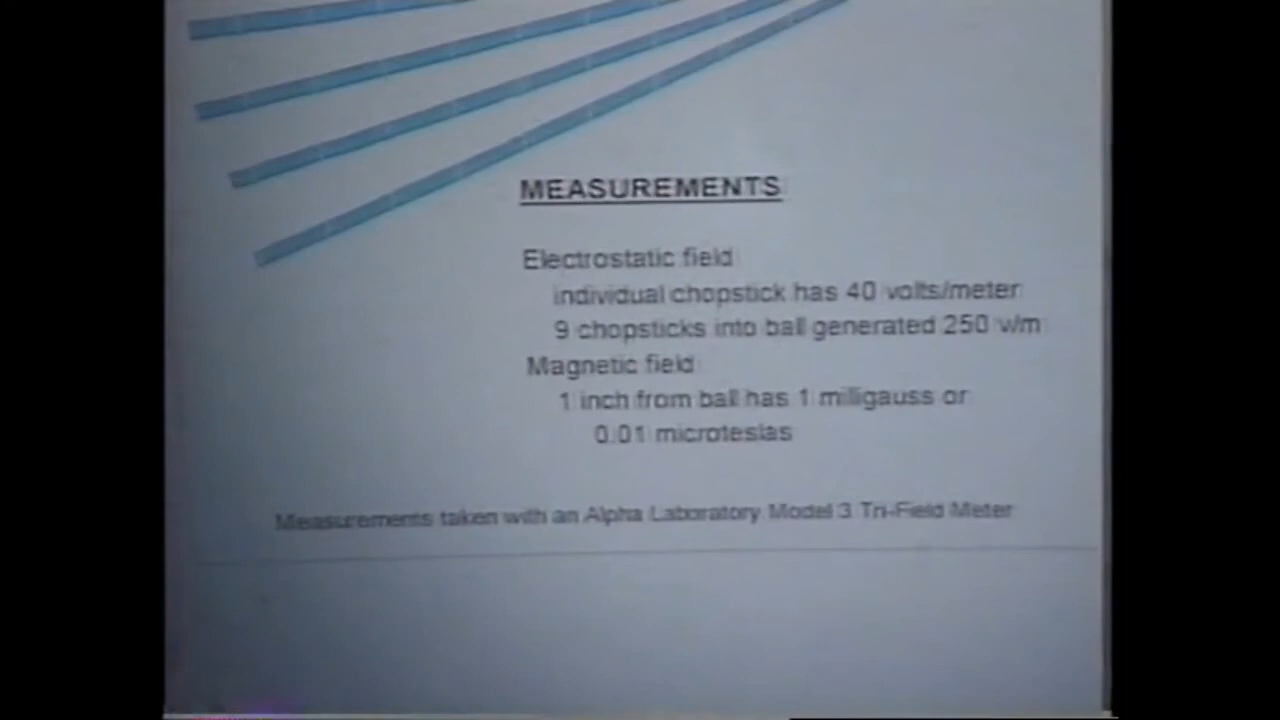 MEASUREMENTS
Electrostatic field
individual chopstick has 40 volts/meter
9 chopsticks into ball generated 250 v/m
Magnetic field
1 inch from ball has 1 milligauss or
0.01 microteslas
Measurements taken with an Alpha Laboratory Model 3 Tri-Field Meter